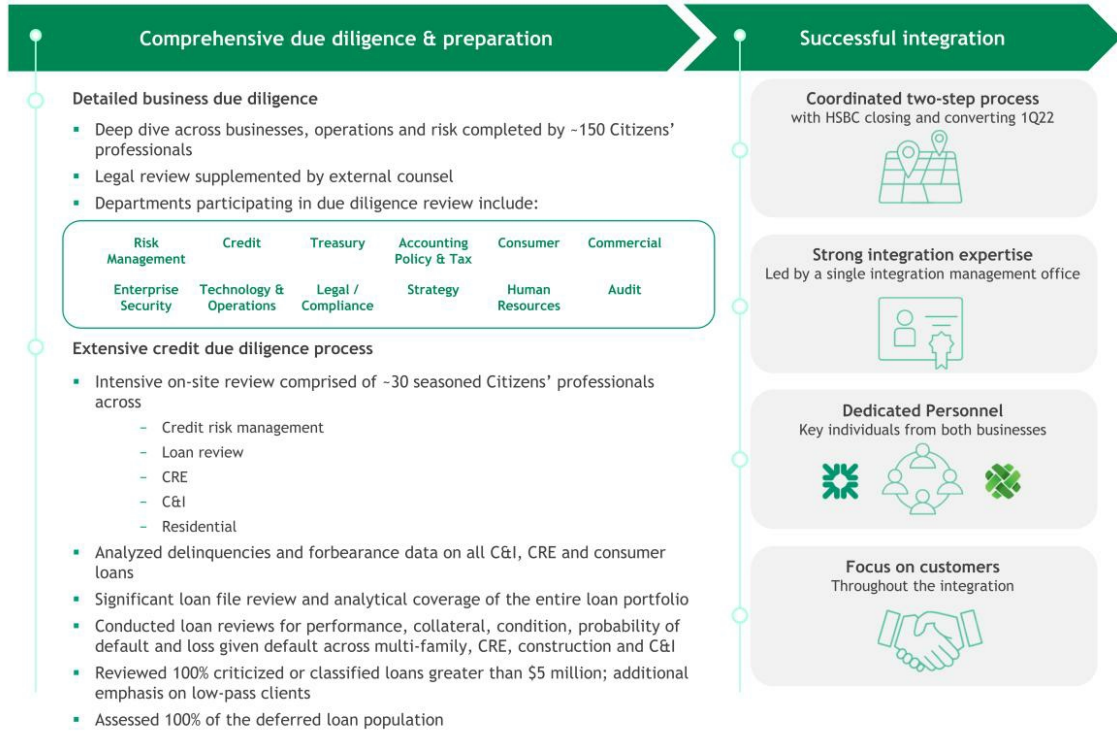 Comprehensive due diligence & preparation
Successful integration
Detailed business due diligence
▪ Deep dive across businesses, operations and risk completed by ~150 Citizens'
professionals
▪ Legal review supplemented by external counsel
▪ Departments participating in due diligence review include:
Risk Management
Credit
Treasury
Accounting Policy & Tax
Consumer
Commercial
Enterprise Security
Technology & Operations
Legal / Compliance
Strategy
Human Resources
Audit
Extensive credit due diligence process
▪ Intensive on-site review comprised of ~30 seasoned Citizens' professionals
across
– Credit risk management
– Loan review
– CRE
– C&I
– Residential
▪ Analyzed delinquencies and forbearance data on all C&I, CRE and consumer
loans
▪ Significant loan file review and analytical coverage of the entire loan portfolio
▪ Conducted loan reviews for performance, collateral, condition, probability of
default and loss given default across multi-family, CRE, construction and C&I
▪ Reviewed 100% criticized or classified loans greater than $5 million; additional
emphasis on low-pass clients
▪ Assessed 100% of the deferred loan population
Coordinated two-step process
with HSBC closing and converting 1Q22
Strong integration expertise
Led by a single integration management office
Dedicated Personnel
Key individuals from both businesses
Focus on customers
Throughout the integration